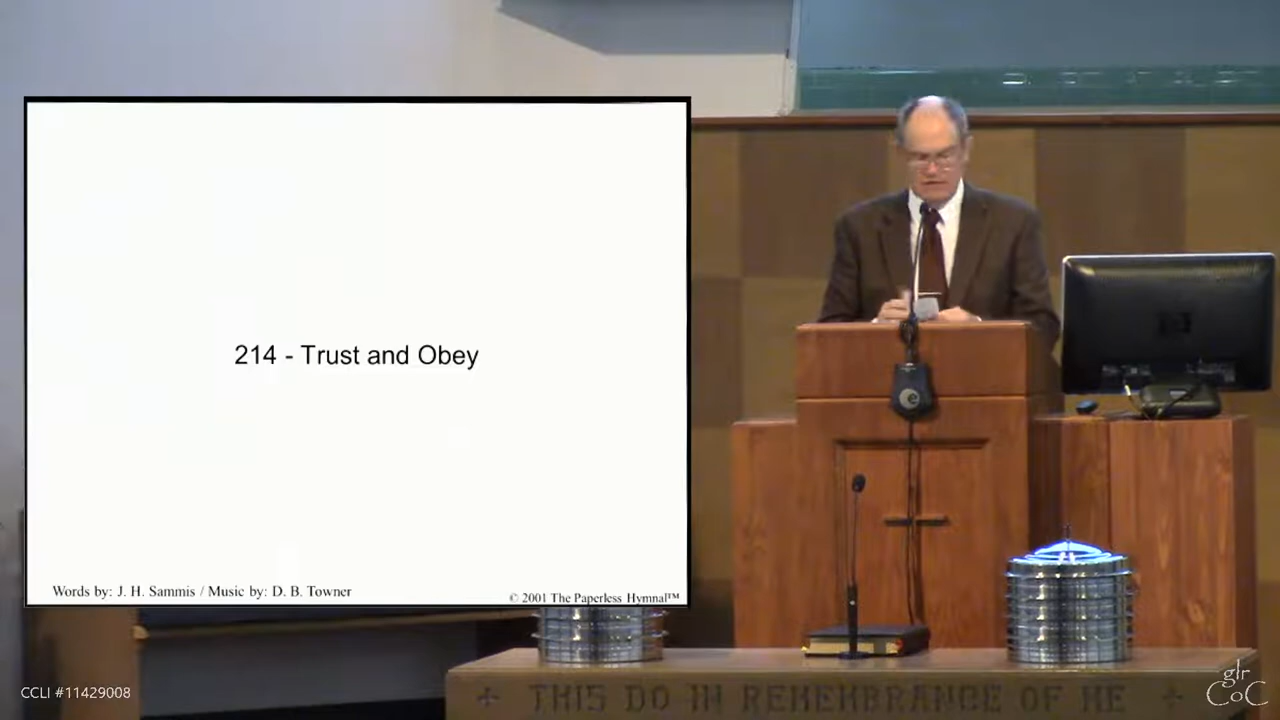 214 - Trust and Obey
Words by: J. H. Sammis / Music by: D. B. Towner
© 2001 The Paperless Hymnal™
CCLI #11429008
THIS DO IN REMEMBRANCE OF ME
glr
CoC